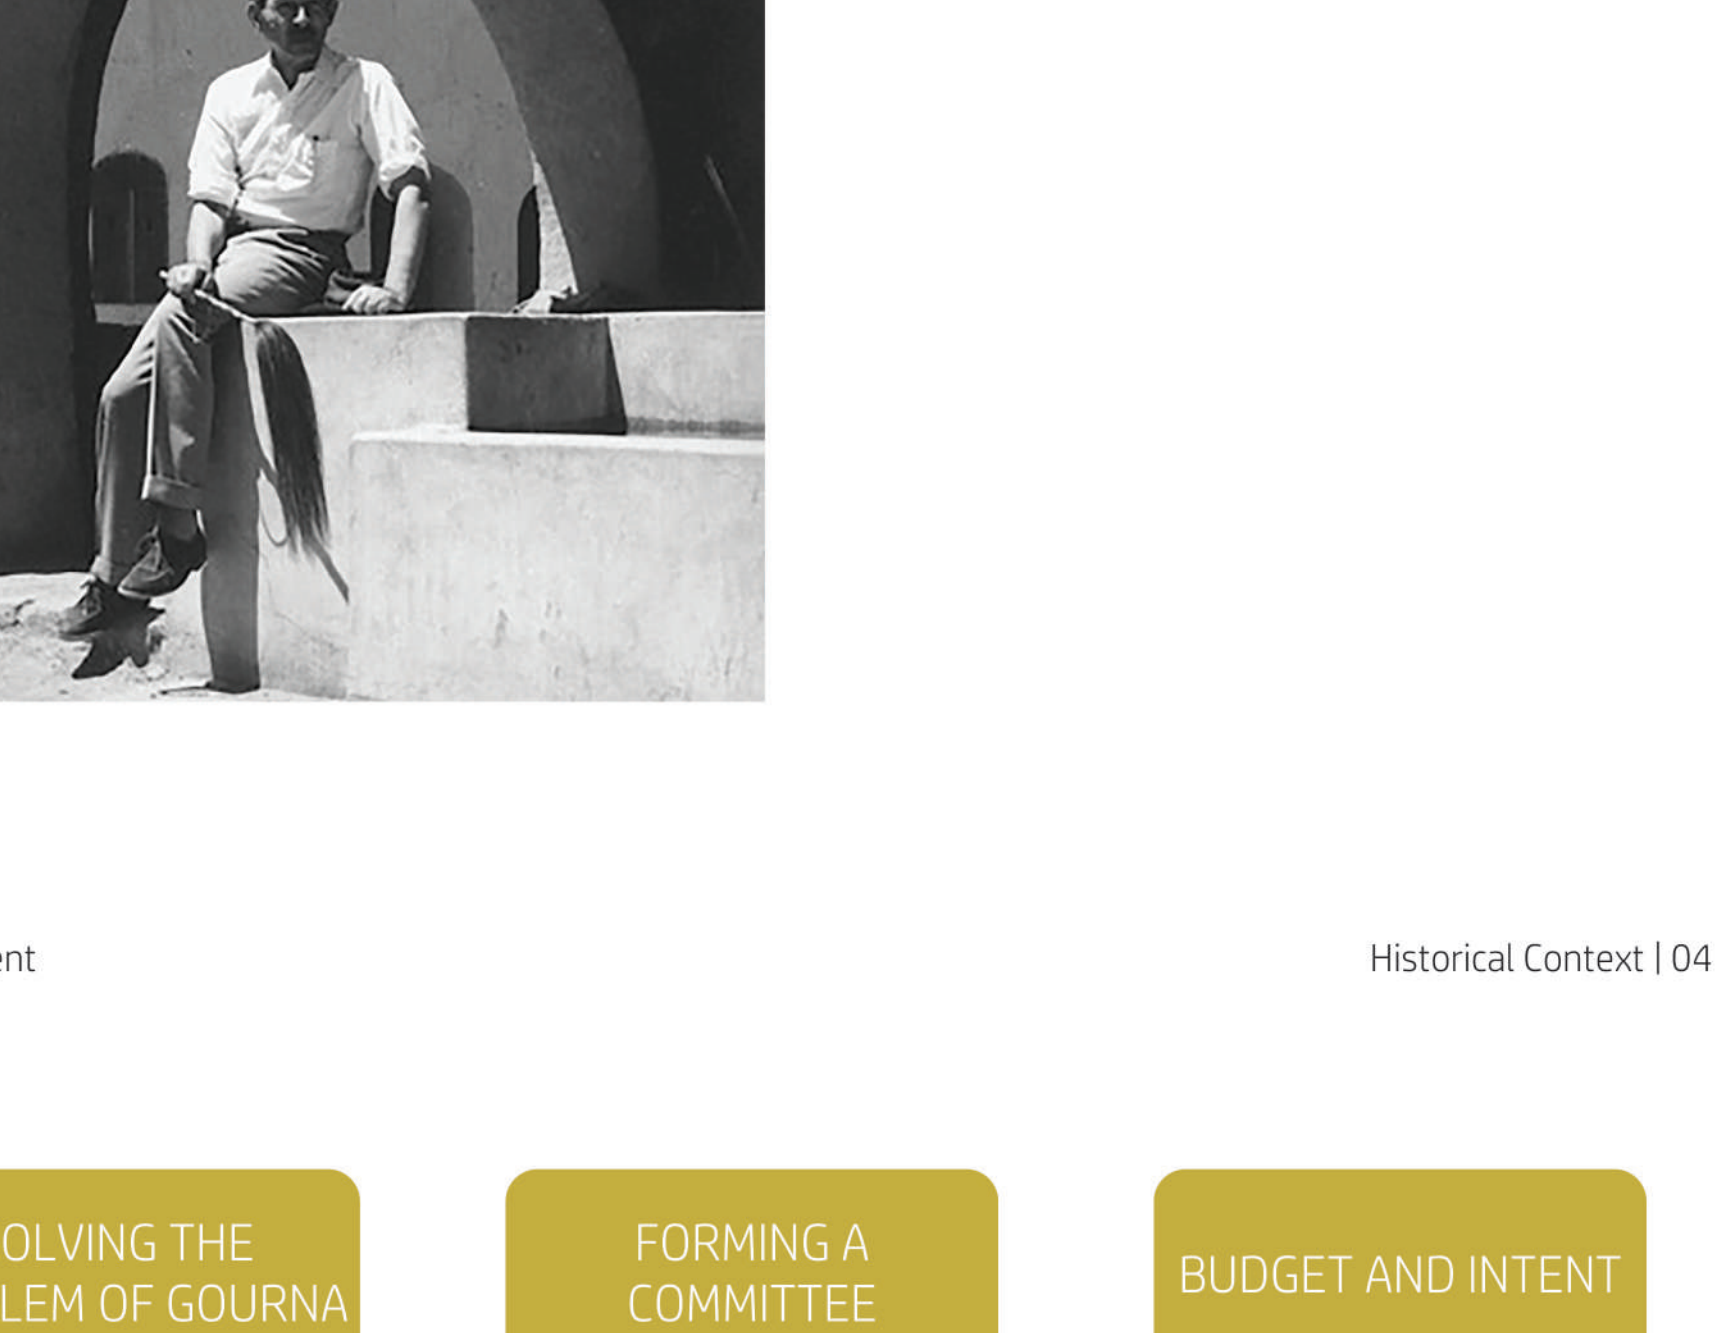 ent
Historical Context | 04
OLVING THE
LEM OF GOURNA
FORMING A
COMMITTEE
BUDGET AND INTENT